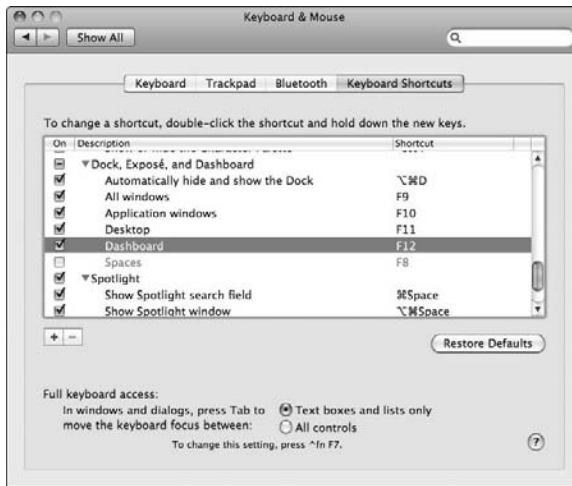 Keyboard & Mouse
Show All
Keyboard Trackpad Bluetooth Keyboard Shortcuts
To change a shortcut, double-click the shortcut and hold down the new keys.
On Description Shortcut
Dock, Exposé, and Dashboard
Automatically hide and show the Dock ⌥⌘D
All windows F9
Application windows F10
Desktop F11
Dashboard F12
Spaces F8
Spotlight
Show Spotlight search field ⌘Space
Show Spotlight window ⌥⌘Space
+ -
Restore Defaults
Full keyboard access:
In windows and dialogs, press Tab to Text boxes and lists only
move the keyboard focus between: All controls
To change this setting, press ^fn F7.
?